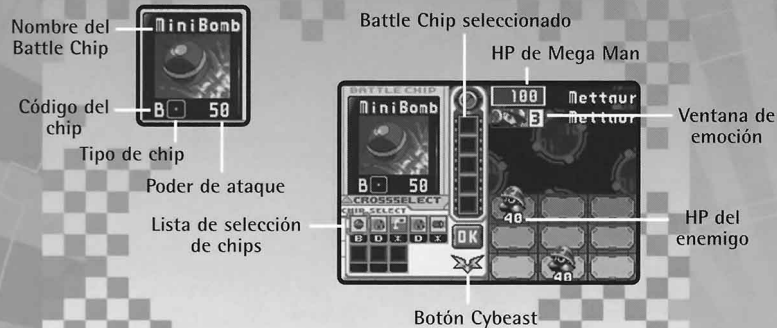 Nombre del
Battle Chip
MiniBomb
Código del
chip
B 50
Tipo de chip
Poder de ataque
Battle Chip seleccionado
HP de Mega Man
BATTLE CHIP
MiniBomb
B 50
100
Mettaur
3
Mettaur
Ventana de
emoción
CROSSSELECT
CHIP SELECT
Lista de selección
de chips
B D * D *
OK
40
40
HP del
enemigo
Botón Cybeast